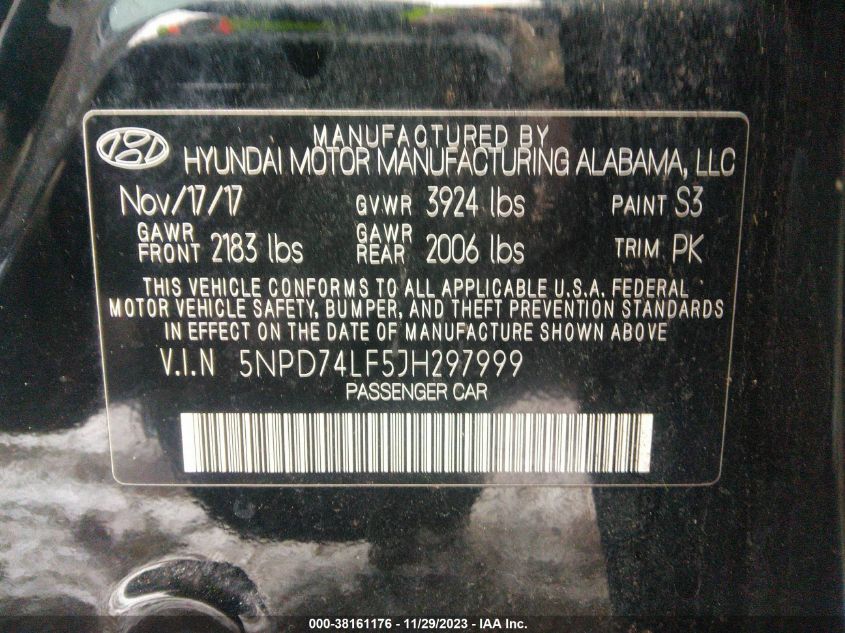 MANUFACTURED BY
HYUNDAI MOTOR MANUFACTURING ALABAMA, LLC
Nov/17/17 GVWR 3924 lbs PAINT S3
GAWR FRONT 2183 lbs GAWR REAR 2006 lbs TRIM PK
THIS VEHICLE CONFORMS TO ALL APPLICABLE U.S.A. FEDERAL
MOTOR VEHICLE SAFETY, BUMPER, AND THEFT PREVENTION STANDARDS
IN EFFECT ON THE DATE OF MANUFACTURE SHOWN ABOVE
V.I.N 5NPD74LF5JH297999
PASSENGER CAR
000-38161176 - 11/29/2023 - IAA Inc.